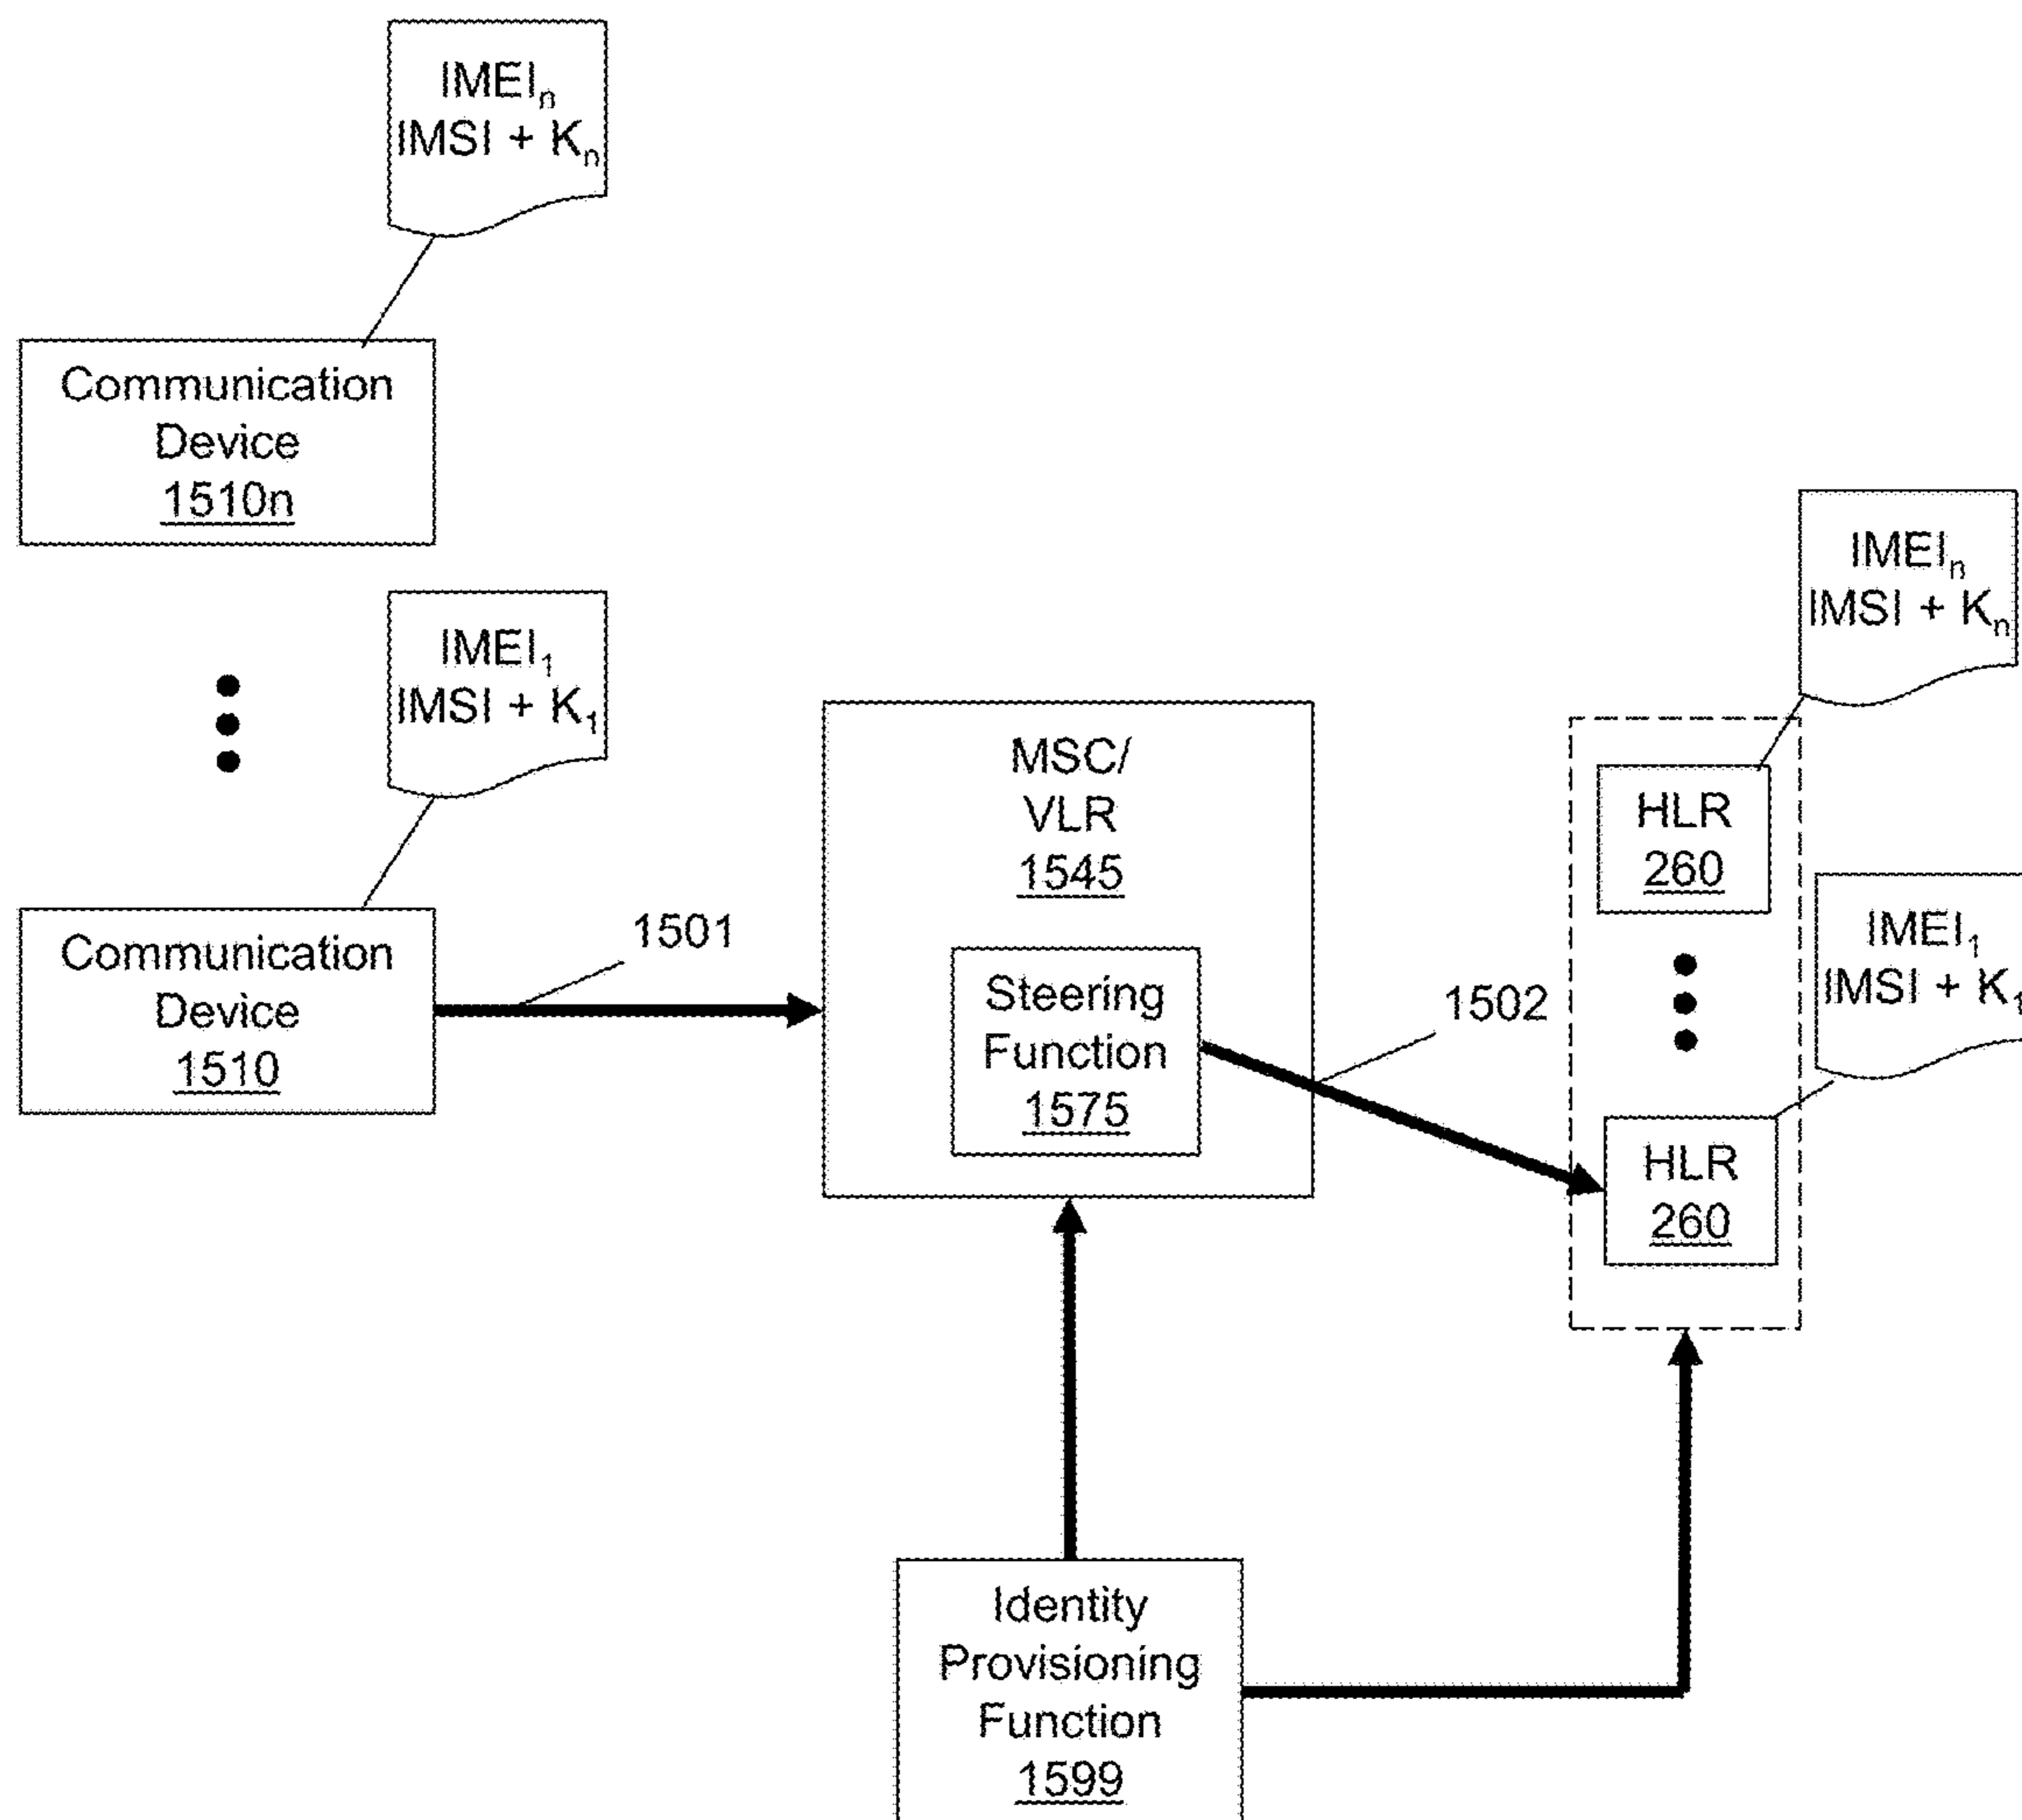 IMEIₙ
IMSI + Kₙ
Communication
Device
1510n
IMEI₁
IMSI + K₁
Communication
Device
1510
1501
MSC/
VLR
1545
Steering
Function
1575
1502
IMEIₙ
IMSI + Kₙ
HLR
260
IMEI₁
IMSI + K₁
HLR
260
Identity
Provisioning
Function
1599